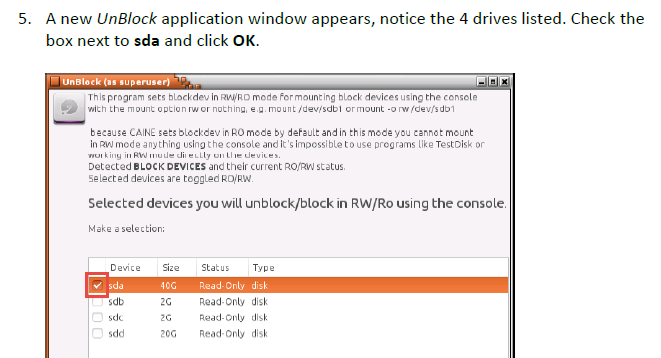 5. A new UnBlock application window appears, notice the 4 drives listed. Check the
box next to sda and click OK.
UnBlock (as superuser)
This program sets blockdev in RW/RO mode for mounting block devices using the console
with the mount option rw or nothing, e.g. mount /dev/sdb1 or mount -o rw /dev/sdb1
because CAINE sets blockdev in RO mode by default and in this mode you cannot mount
in RW mode anything using the console and it's impossible to use programs like TestDisk or
working in RW mode directly on the devices.
Detected BLOCK DEVICES and their current RO/RW status.
Selected devices are toggled RO/RW.
Selected devices you will unblock/block in RW/Ro using the console.
Make a selection:
Device Size Status Type
sda 40G Read-Only disk
sdb 2G Read-Only disk
sdc 2G Read-Only disk
sdd 20G Read-Only disk